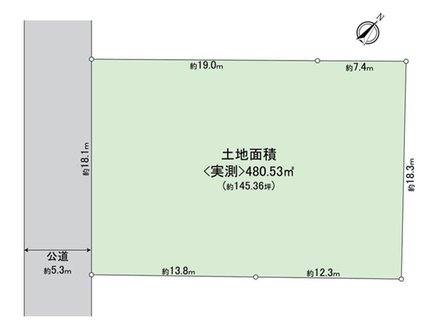 N
約19.0m
約7.4m
約18.1m
土地面積
<実測>480.53㎡
(約145.36坪)
約18.3m
公道
約5.3m
約13.8m
約12.3m